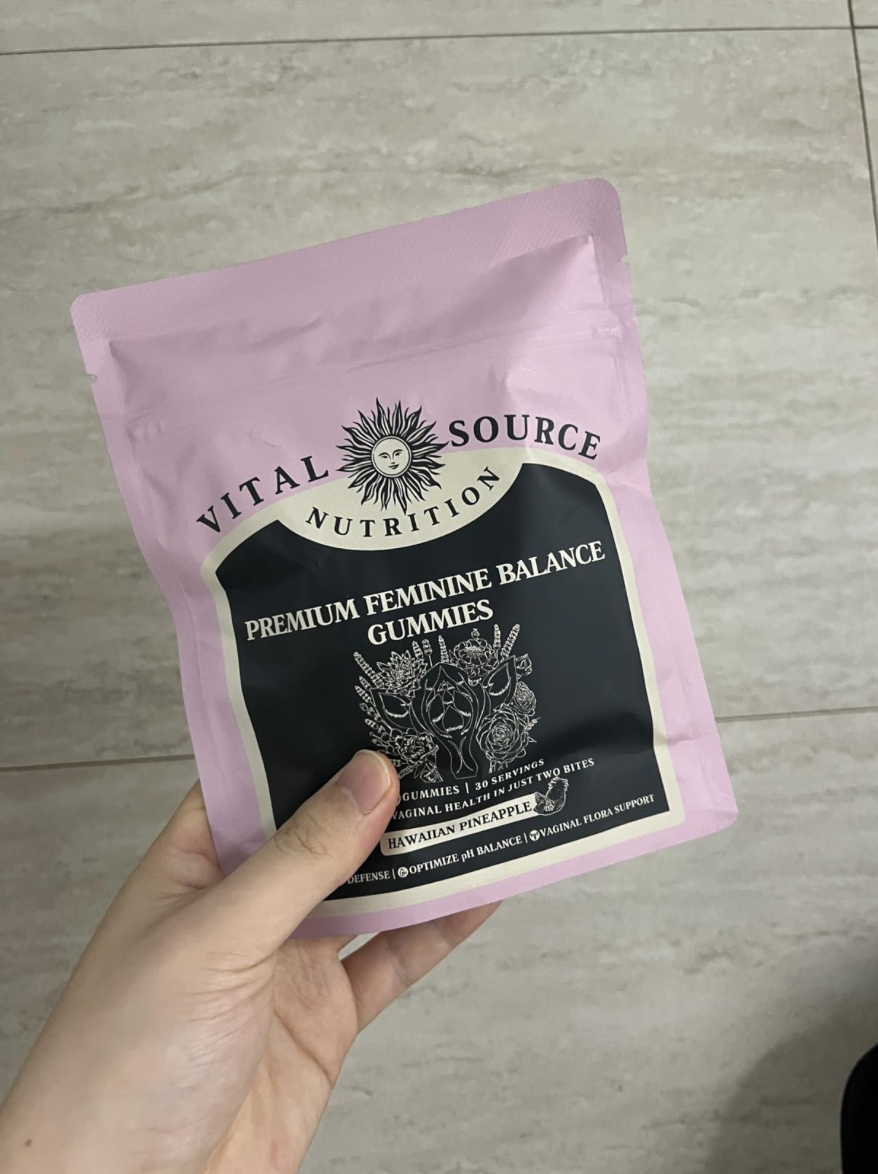 VITAL SOURCE
NUTRITION
PREMIUM FEMININE BALANCE
GUMMIES
GUMMIES | 30 SERVINGS
VAGINAL HEALTH IN JUST TWO BITES
HAWAIIAN PINEAPPLE
DEFENSE | OPTIMIZE pH BALANCE | VAGINAL FLORA SUPPORT